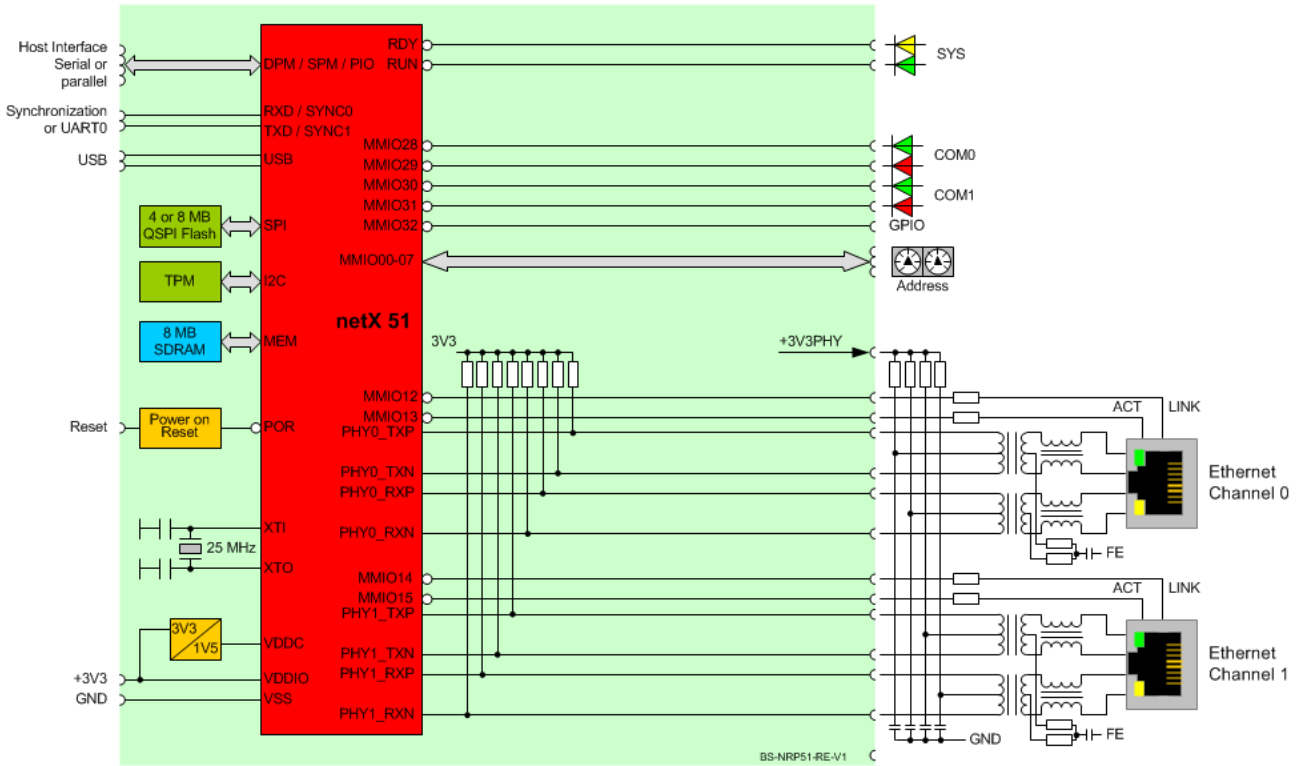 Host Interface
Serial or
parallel
Synchronization
or UART0
USB
Reset
+3V3
GND
4 or 8 MB
QSPI Flash
TPM
8 MB
SDRAM
Power on
Reset
25 MHz
3V3
1V5
DPM / SPM / PIO
RXD / SYNC0
TXD / SYNC1
USB
SPI
I2C
MEM
POR
XTI
XTO
VDDC
VDDIO
VSS
netX 51
RDY
RUN
MMIO28
MMIO29
MMIO30
MMIO31
MMIO32
MMIO00-07
MMIO12
MMIO13
PHY0_TXP
PHY0_TXN
PHY0_RXP
PHY0_RXN
MMIO14
MMIO15
PHY1_TXP
PHY1_TXN
PHY1_RXP
PHY1_RXN
3V3
+3V3PHY
SYS
COM0
COM1
GPIO
Address
ACT
LINK
Ethernet
Channel 0
FE
ACT
LINK
Ethernet
Channel 1
FE
GND
BS-NRP51-RE-V1